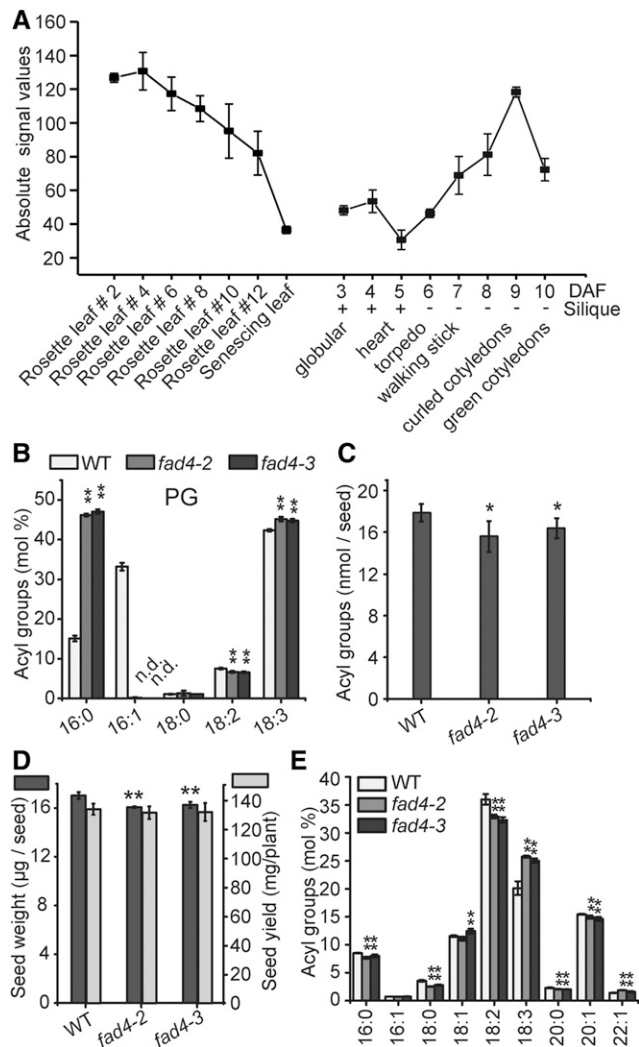 A
Absolute signal values
160
140
120
100
80
60
40
20
Rosette leaf # 2
Rosette leaf # 4
Rosette leaf # 6
Rosette leaf # 8
Rosette leaf #10
Rosette leaf #12
Senescing leaf
3 4 5 6 7 8 9 10 DAF
+ + + - - - - - Silique
globular
heart
torpedo
walking stick
curled cotyledons
green cotyledons
B
WT fad4-2 fad4-3
PG
Acyl groups (mol %)
50
40
30
20
10
0
** **
n.d.
n.d.
** **
** **
16:0 16:1 18:0 18:2 18:3
C
Acyl groups (nmol / seed)
20
16
12
8
4
0
* *
WT fad4-2 fad4-3
D
Seed weight (µg / seed)
16
12
8
4
0
** **
Seed yield (mg/plant)
140
120
100
80
60
40
20
0
WT fad4-2 fad4-3
E
WT
fad4-2
fad4-3
Acyl groups (mol %)
40
35
30
25
20
15
10
5
0
** **
** **
**
** **
** **
** **
** **
** **
16:0 16:1 18:0 18:1 18:2 18:3 20:0 20:1 22:1